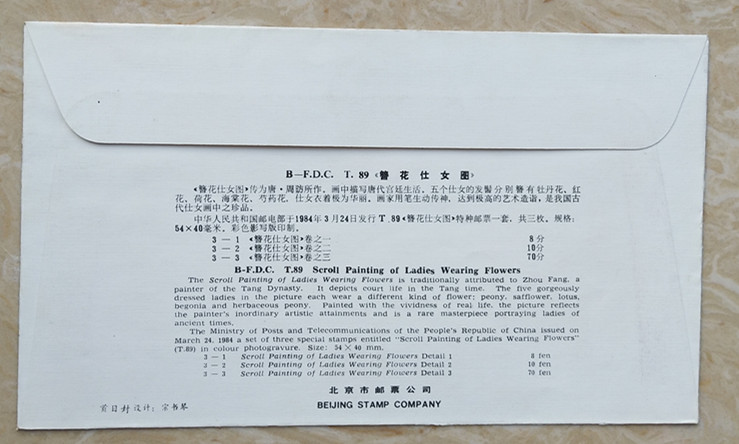 B—F.D.C. T. 89《簪花仕女图》
《簪花仕女图》传为唐·周昉所作。画中描写唐代宫廷生活。五个仕女的发髻分别簪有牡丹花、红
花、荷花、海棠花、芍药花，仕女衣着极为华丽。画家用笔生动传神，达到极高的艺术造诣，是我国古
代仕女画中之珍品。
中华人民共和国邮电部于1984年3月24日发行T.89《簪花仕女图》特种邮票一套，共三枚。规格：
54×40毫米。彩色影写版印制。
3—1 《簪花仕女图》卷之一 8分
3—2 《簪花仕女图》卷之二 10分
3—3 《簪花仕女图》卷之三 70分
B-F.D.C. T.89 Scroll Painting of Ladies Wearing Flowers
The Scroll Painting of Ladies Wearing Flowers is traditionally attributed to Zhou Fang, a
painter of the Tang Dynasty. It depicts court life in the Tang time. The five gorgeously
dressed ladies in the picture each wear a different kind of flower: peony, safflower, lotus,
begonia and herbaceous peony. Painted with the vividness of real life, the picture reflects
the painter's inordinary artistic attainments and is a rare masterpiece portraying ladies of
ancient times.
The Ministry of Posts and Telecommunications of the People's Republic of China issued on
March 24, 1984 a set of three special stamps entitled "Scroll Painting of Ladies Wearing Flowers"
(T.89) in colour photogravure. Size: 54×40 mm.
3—1 Scroll Painting of Ladies Wearing Flowers Detail 1 8 fen
3—2 Scroll Painting of Ladies Wearing Flowers Detail 2 10 fen
3—3 Scroll Painting of Ladies Wearing Flowers Detail 3 70 fen
北京市邮票公司
首日封设计：宋书琴 BEIJING STAMP COMPANY